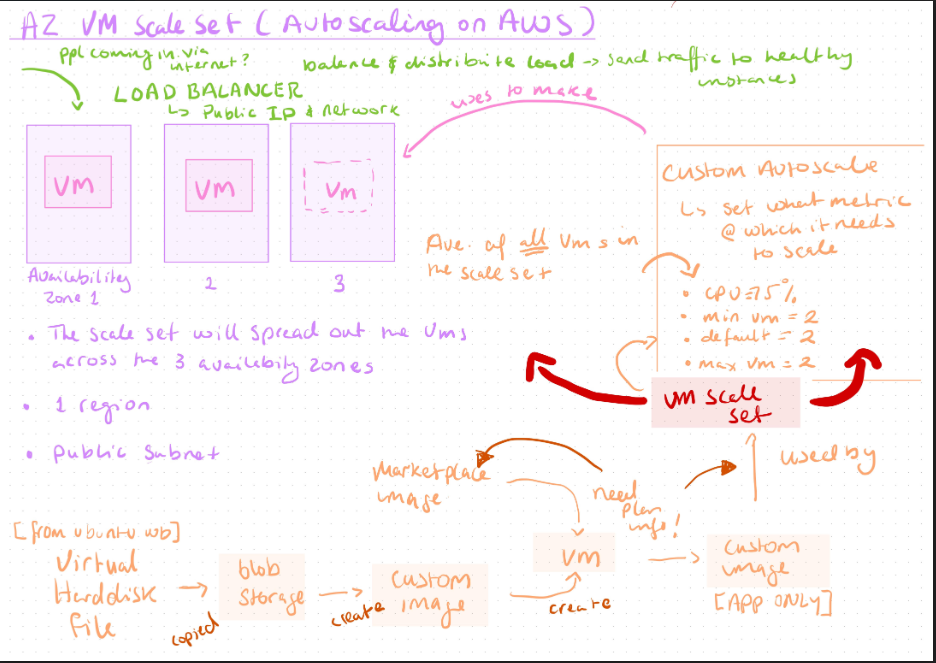 AZ VM Scale Set (Autoscaling on AWS)
ppl coming in via
internet?
balance & distribute load → send traffic to healthy
instances
LOAD BALANCER
↳ Public IP & network
uses to make
VM
VM
VM
Availability
Zone 1
2
3
Custom Autoscale
↳ set what metric
@ which it needs
to scale
Ave. of all VMs in
the scale set
• CPU = 75%
• min vm = 2
• default = 2
• max vm = 2
• The scale set will spread out the VMs
across the 3 availabity zones
• 1 region
• Public Subnet
VM scale
set
used by
Marketplace
image
need
plan
info!
[from ubuntu wb]
Virtual
Harddisk
File
copied
blob
Storage
create
Custom
image
create
VM
Custom
image
[APP ONLY]